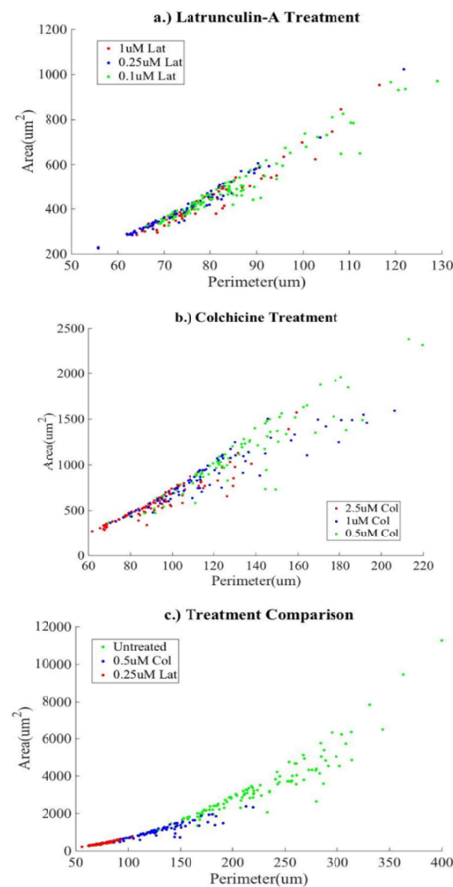 a.) Latrunculin-A Treatment
1200
1uM Lat
0.25uM Lat
0.1uM Lat
1000
800
600
400
200
Area(um²)
50 60 70 80 90 100 110 120 130
Perimeter(um)
b.) Colchicine Treatment
2500
2000
1500
1000
500
0
Area(um²)
2.5uM Col
1uM Col
0.5uM Col
60 80 100 120 140 160 180 200 220
Perimeter(um)
c.) Treatment Comparison
12000
Untreated
0.5uM Col
0.25uM Lat
10000
8000
6000
4000
2000
0
Area(um²)
50 100 150 200 250 300 350 400
Perimeter(um)